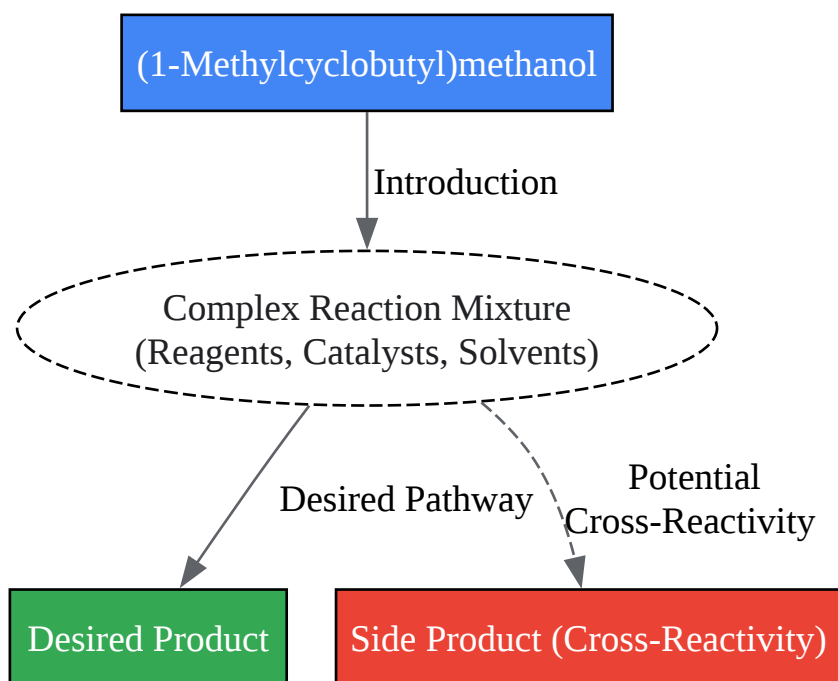 (1-Methylcyclobutyl)methanol
Introduction
Complex Reaction Mixture
(Reagents, Catalysts, Solvents)
Desired Pathway
Potential
Cross-Reactivity
Desired Product
Side Product (Cross-Reactivity)